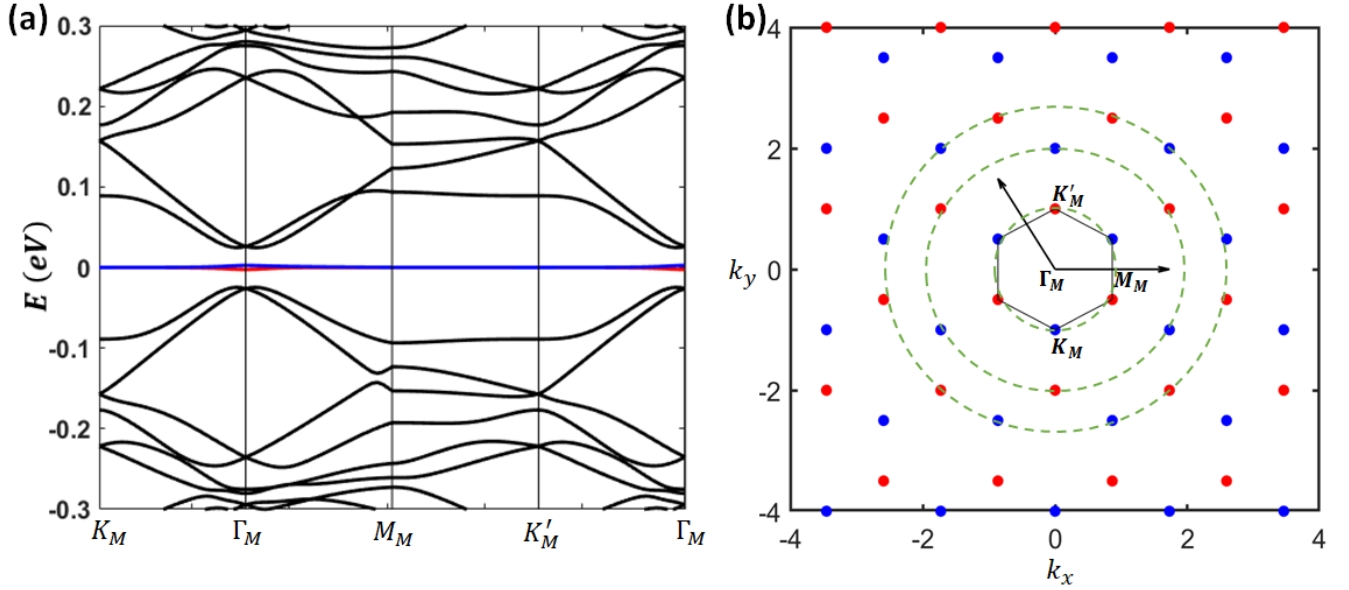 (a)
0.3
0.2
0.1
0
-0.1
-0.2
-0.3
E (eV)
K_M Γ_M M_M K'_M Γ_M
(b)
4
2
0
-2
-4
k_y
K'_M
Γ_M M_M
K_M
-4 -2 0 2 4
k_x